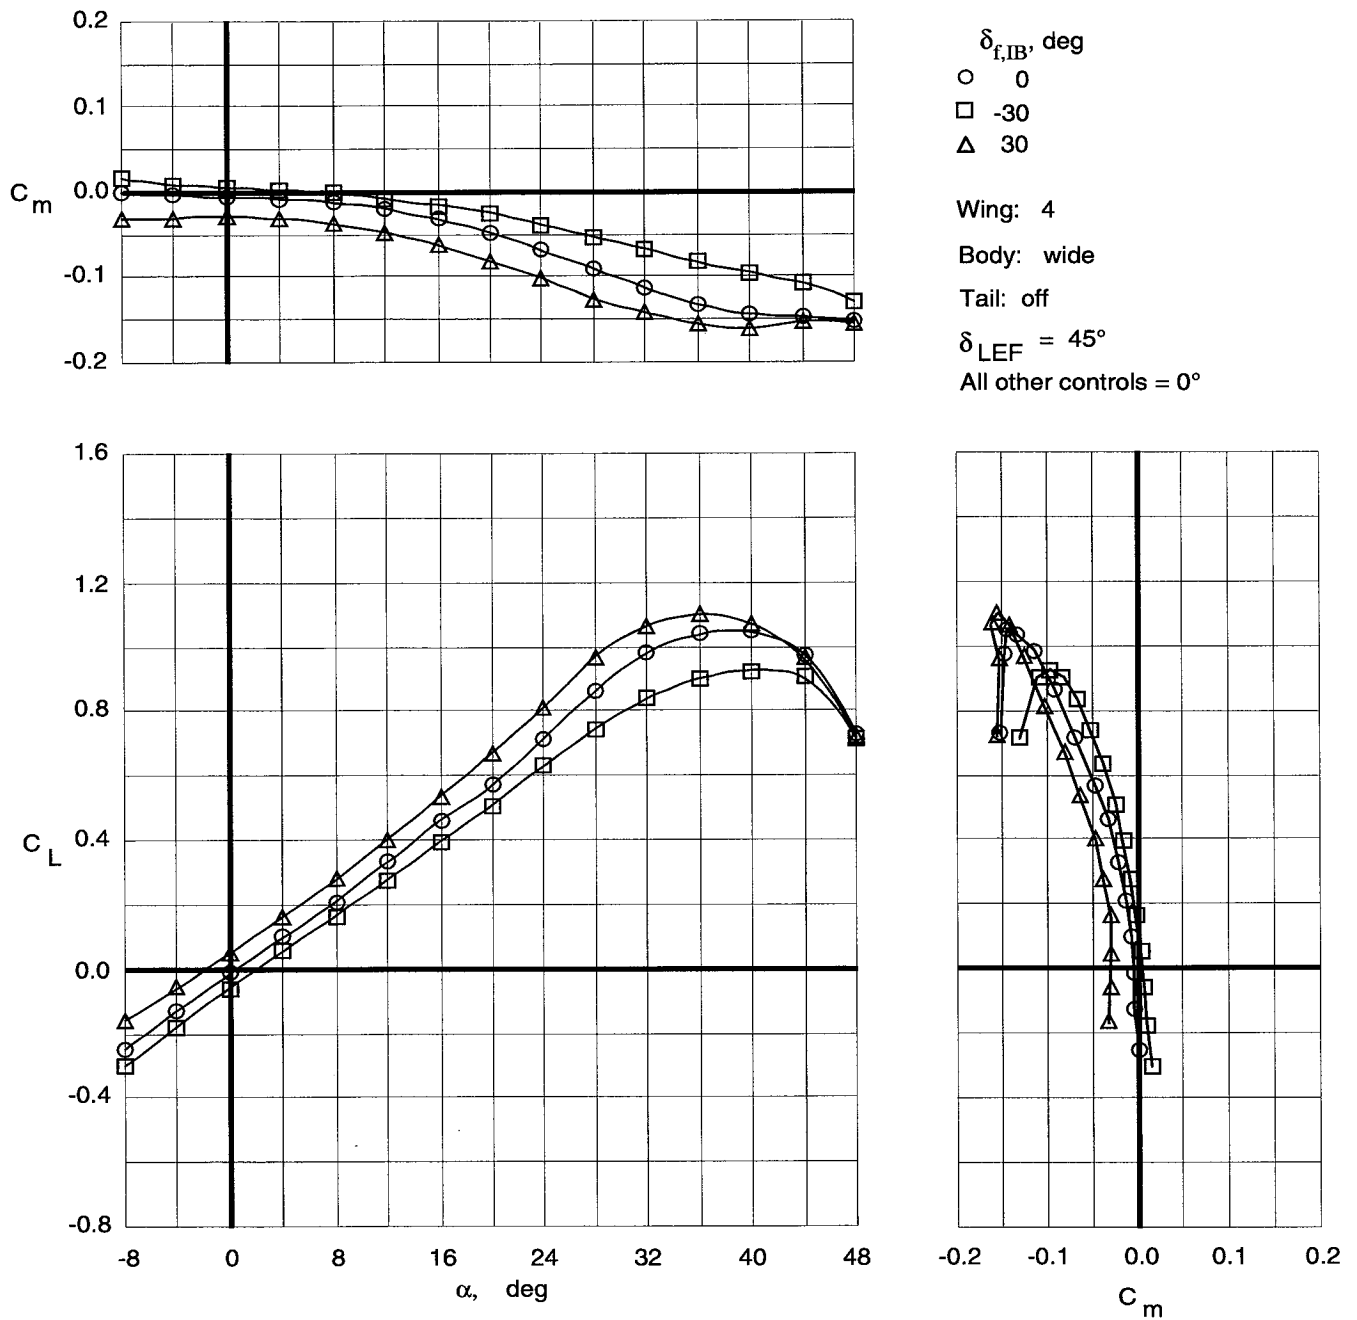 0.2
0.1
0.0
-0.1
-0.2
C m
δf,IB, deg
0
-30
30
Wing: 4
Body: wide
Tail: off
δLEF = 45°
All other controls = 0°
1.6
1.2
0.8
0.4
0.0
-0.4
-0.8
C L
-8 0 8 16 24 32 40 48
α, deg
-0.2 -0.1 0.0 0.1 0.2
C m